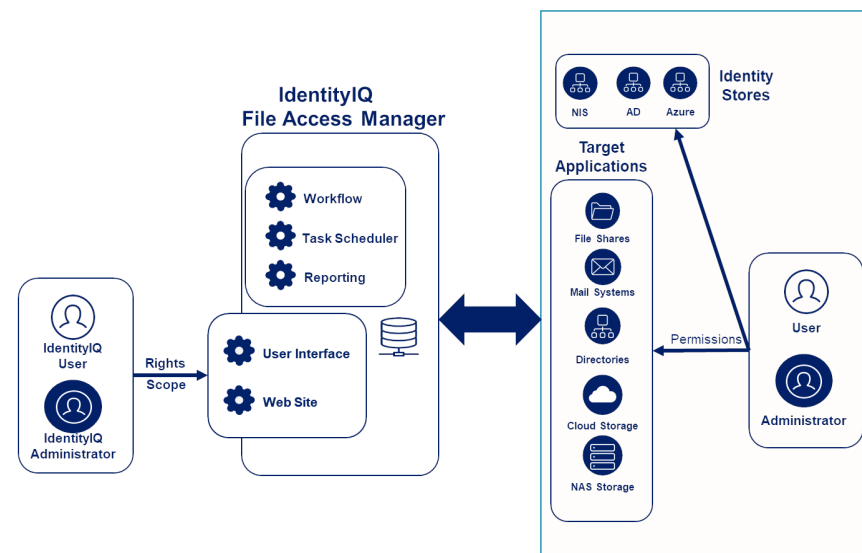 IdentityIQ
File Access Manager
Workflow
Task Scheduler
Reporting
User Interface
Web Site
IdentityIQ
User
IdentityIQ
Administrator
Rights
Scope
Identity
Stores
NIS
AD
Azure
Target
Applications
File Shares
Mail Systems
Directories
Cloud Storage
NAS Storage
Permissions
User
Administrator